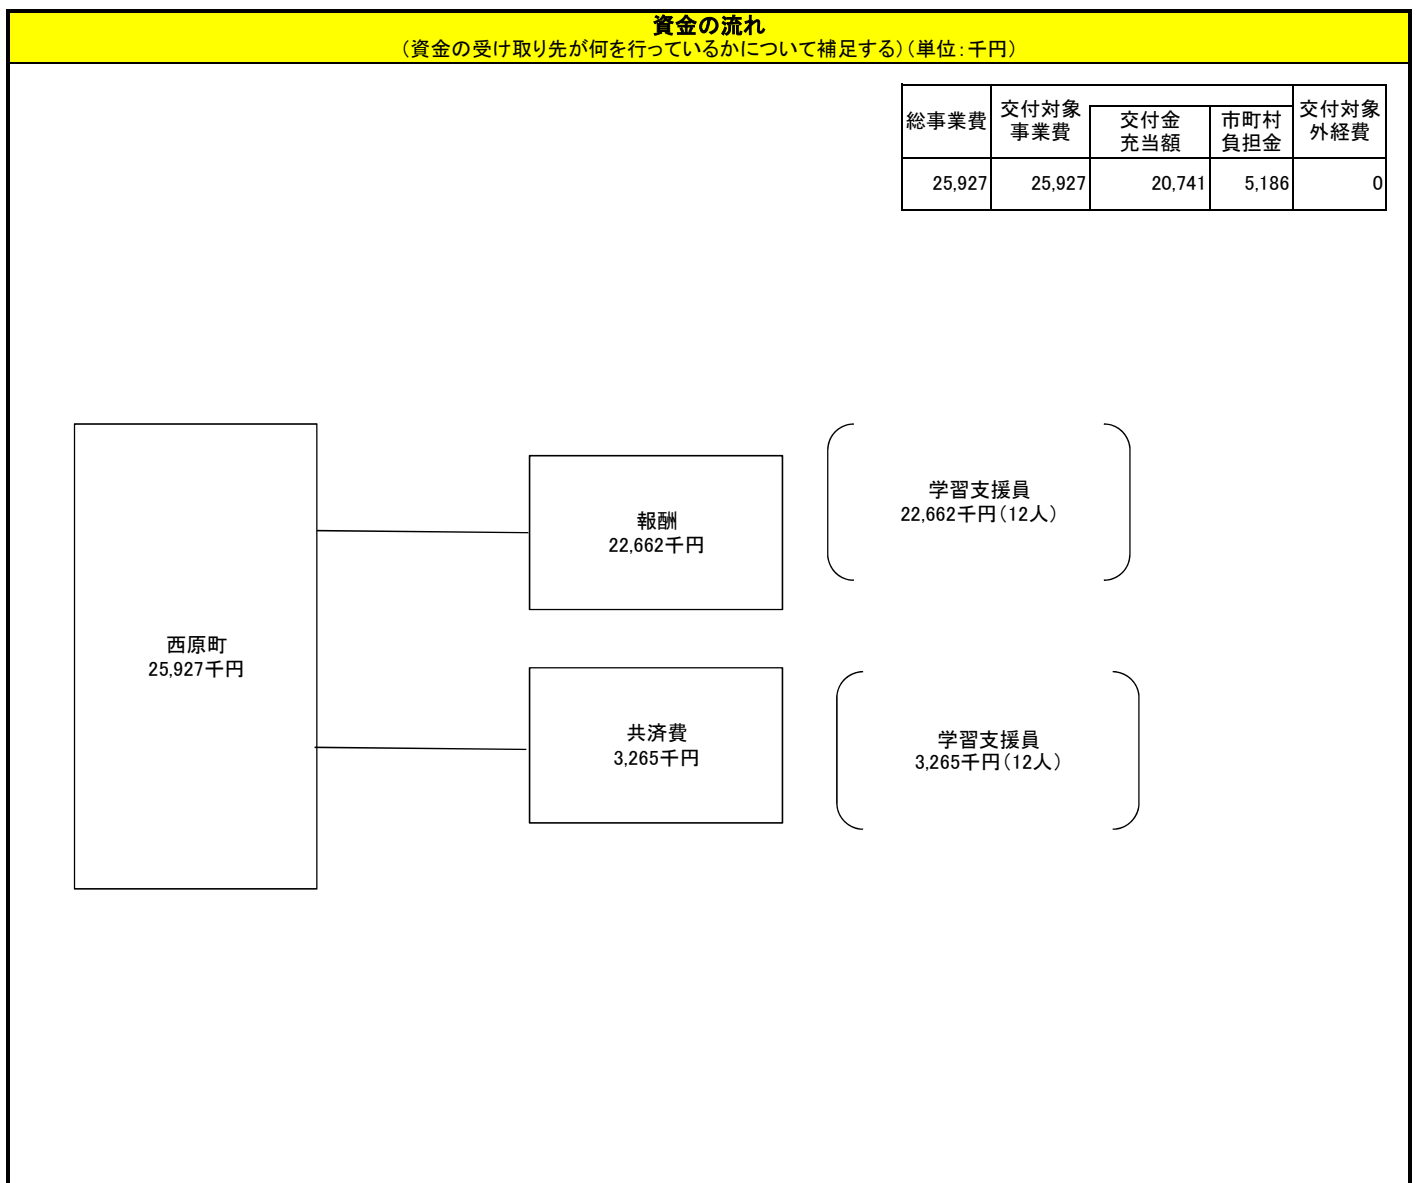 資金の流れ
（資金の受け取り先が何を行っているかについて補足する）（単位：千円）
総事業費
交付対象
事業費
交付金
充当額
市町村
負担金
交付対象
外経費
25,927
25,927
20,741
5,186
0
西原町
25,927千円
報酬
22,662千円
学習支援員
22,662千円（12人）
共済費
3,265千円
学習支援員
3,265千円（12人）